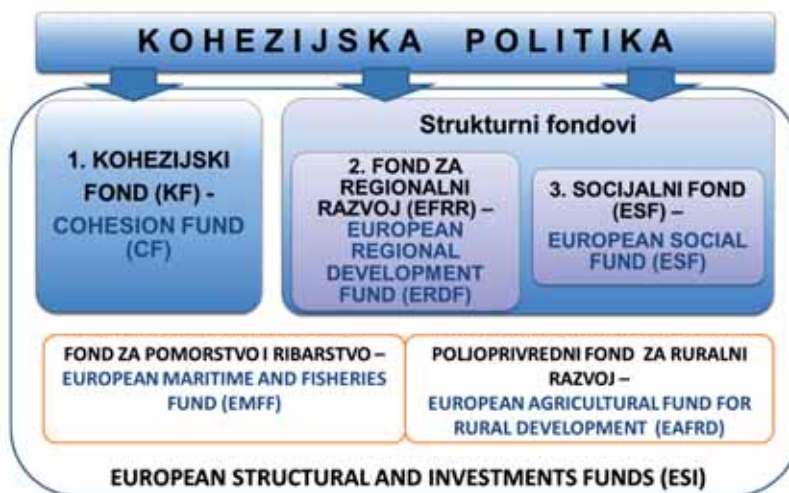 KOHEZIJSKA POLITIKA
1. KOHEZIJSKI
FOND (KF) -
COHESION FUND
(CF)
Strukturni fondovi
2. FOND ZA
REGIONALNI
RAZVOJ (EFRR) –
EUROPEAN
REGIONAL
DEVELOPMENT
FUND (ERDF)
3. SOCIJALNI FOND
(ESF) –
EUROPEAN SOCIAL
FUND (ESF)
FOND ZA POMORSTVO I RIBARSTVO –
EUROPEAN MARITIME AND FISHERIES
FUND (EMFF)
POLJOPRIVREDNI FOND ZA RURALNI
RAZVOJ –
EUROPEAN AGRICULTURAL FUND FOR
RURAL DEVELOPMENT (EAFRD)
EUROPEAN STRUCTURAL AND INVESTMENTS FUNDS (ESI)